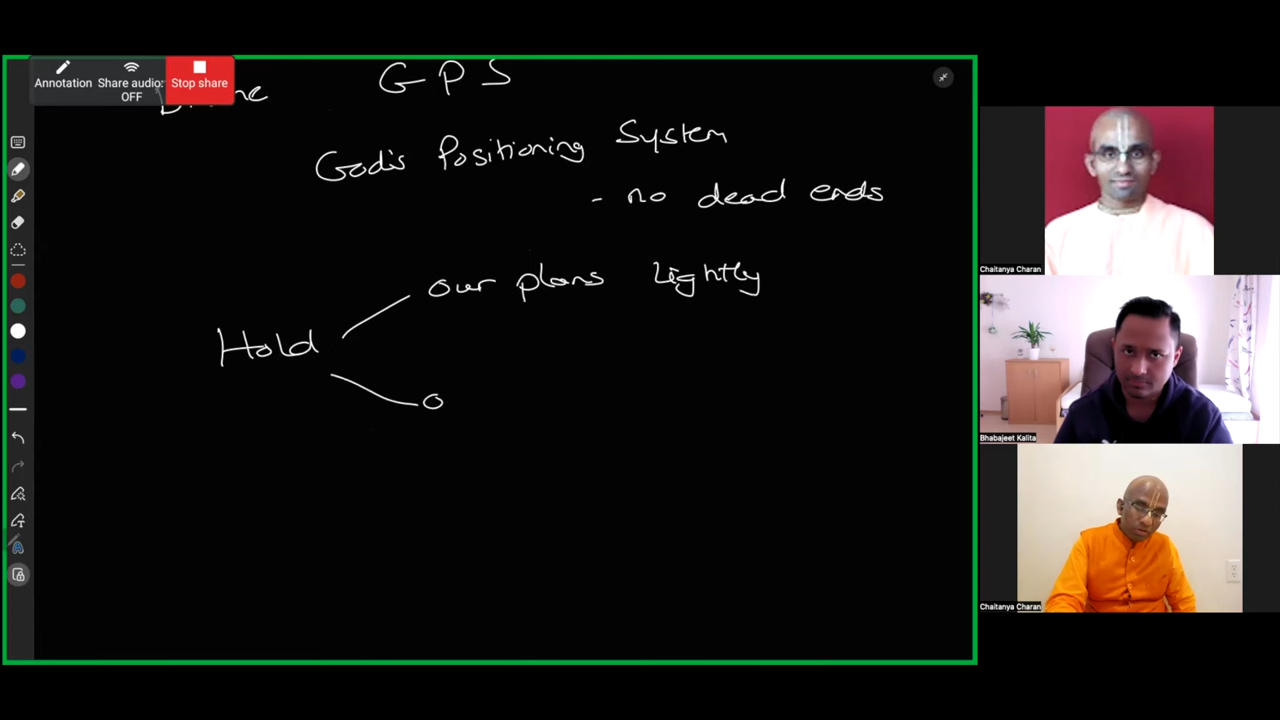 Annotation
Share audio:
OFF
Stop share
G P S
God's Positioning System
- no dead ends
our plans lightly
Hold
o
Chaitanya Charan
Bhabajeet Kalita
Chaitanya Charan